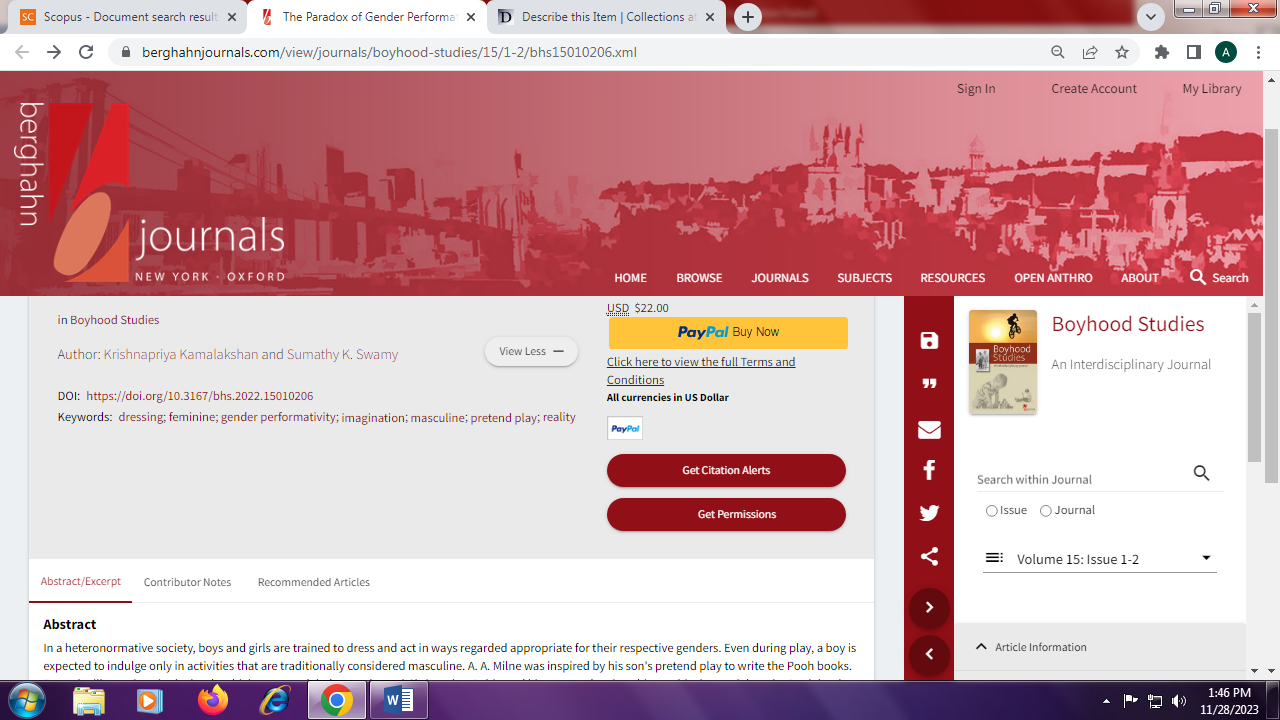 Scopus - Document search result
The Paradox of Gender Performat
Describe this Item | Collections at
berghahnjournals.com/view/journals/boyhood-studies/15/1-2/bhs15010206.xml
A
Sign In
Create Account
My Library
berghahn
journals
NEW YORK · OXFORD
HOME
BROWSE
JOURNALS
SUBJECTS
RESOURCES
OPEN ANTHRO
ABOUT
Search
in Boyhood Studies
Author: Krishnapriya Kamalakshan and Sumathy K. Swamy
View Less
DOI: https://doi.org/10.3167/bhs.2022.15010206
Keywords: dressing; feminine; gender performativity; imagination; masculine; pretend play; reality
USD $22.00
PayPal Buy Now
Click here to view the full Terms and
Conditions
All currencies in US Dollar
PayPal
Get Citation Alerts
Get Permissions
Boyhood Studies
Boyhood Studies
An Interdisciplinary Journal
Search within Journal
Issue
Journal
Volume 15: Issue 1-2
Article Information
Abstract/Excerpt
Contributor Notes
Recommended Articles
Abstract
In a heteronormative society, boys and girls are trained to dress and act in ways regarded appropriate for their respective genders. Even during play, a boy is
expected to indulge only in activities that are traditionally considered masculine. A. A. Milne was inspired by his son's pretend play to write the Pooh books.
1:46 PM
11/28/2023